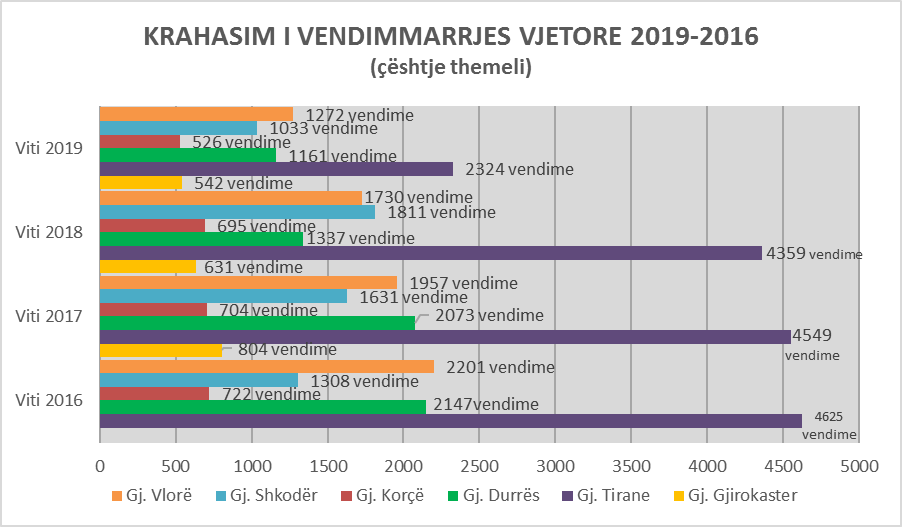 KRAHASIM I VENDIMMARRJES VJETORE 2019-2016
(çështje themeli)
1272 vendime
1033 vendime
Viti 2019
526 vendime
1161 vendime
2324 vendime
542 vendime
1730 vendime
1811 vendime
Viti 2018
695 vendime
1337 vendime
4359 vendime
631 vendime
1957 vendime
1631 vendime
Viti 2017
704 vendime
2073 vendime
4549
vendime
804 vendime
2201 vendime
1308 vendime
Viti 2016
722 vendime
2147vendime
4625
vendime
0 500 1000 1500 2000 2500 3000 3500 4000 4500 5000
Gj. Vlorë Gj. Shkodër Gj. Korçë Gj. Durrës Gj. Tirane Gj. Gjirokaster